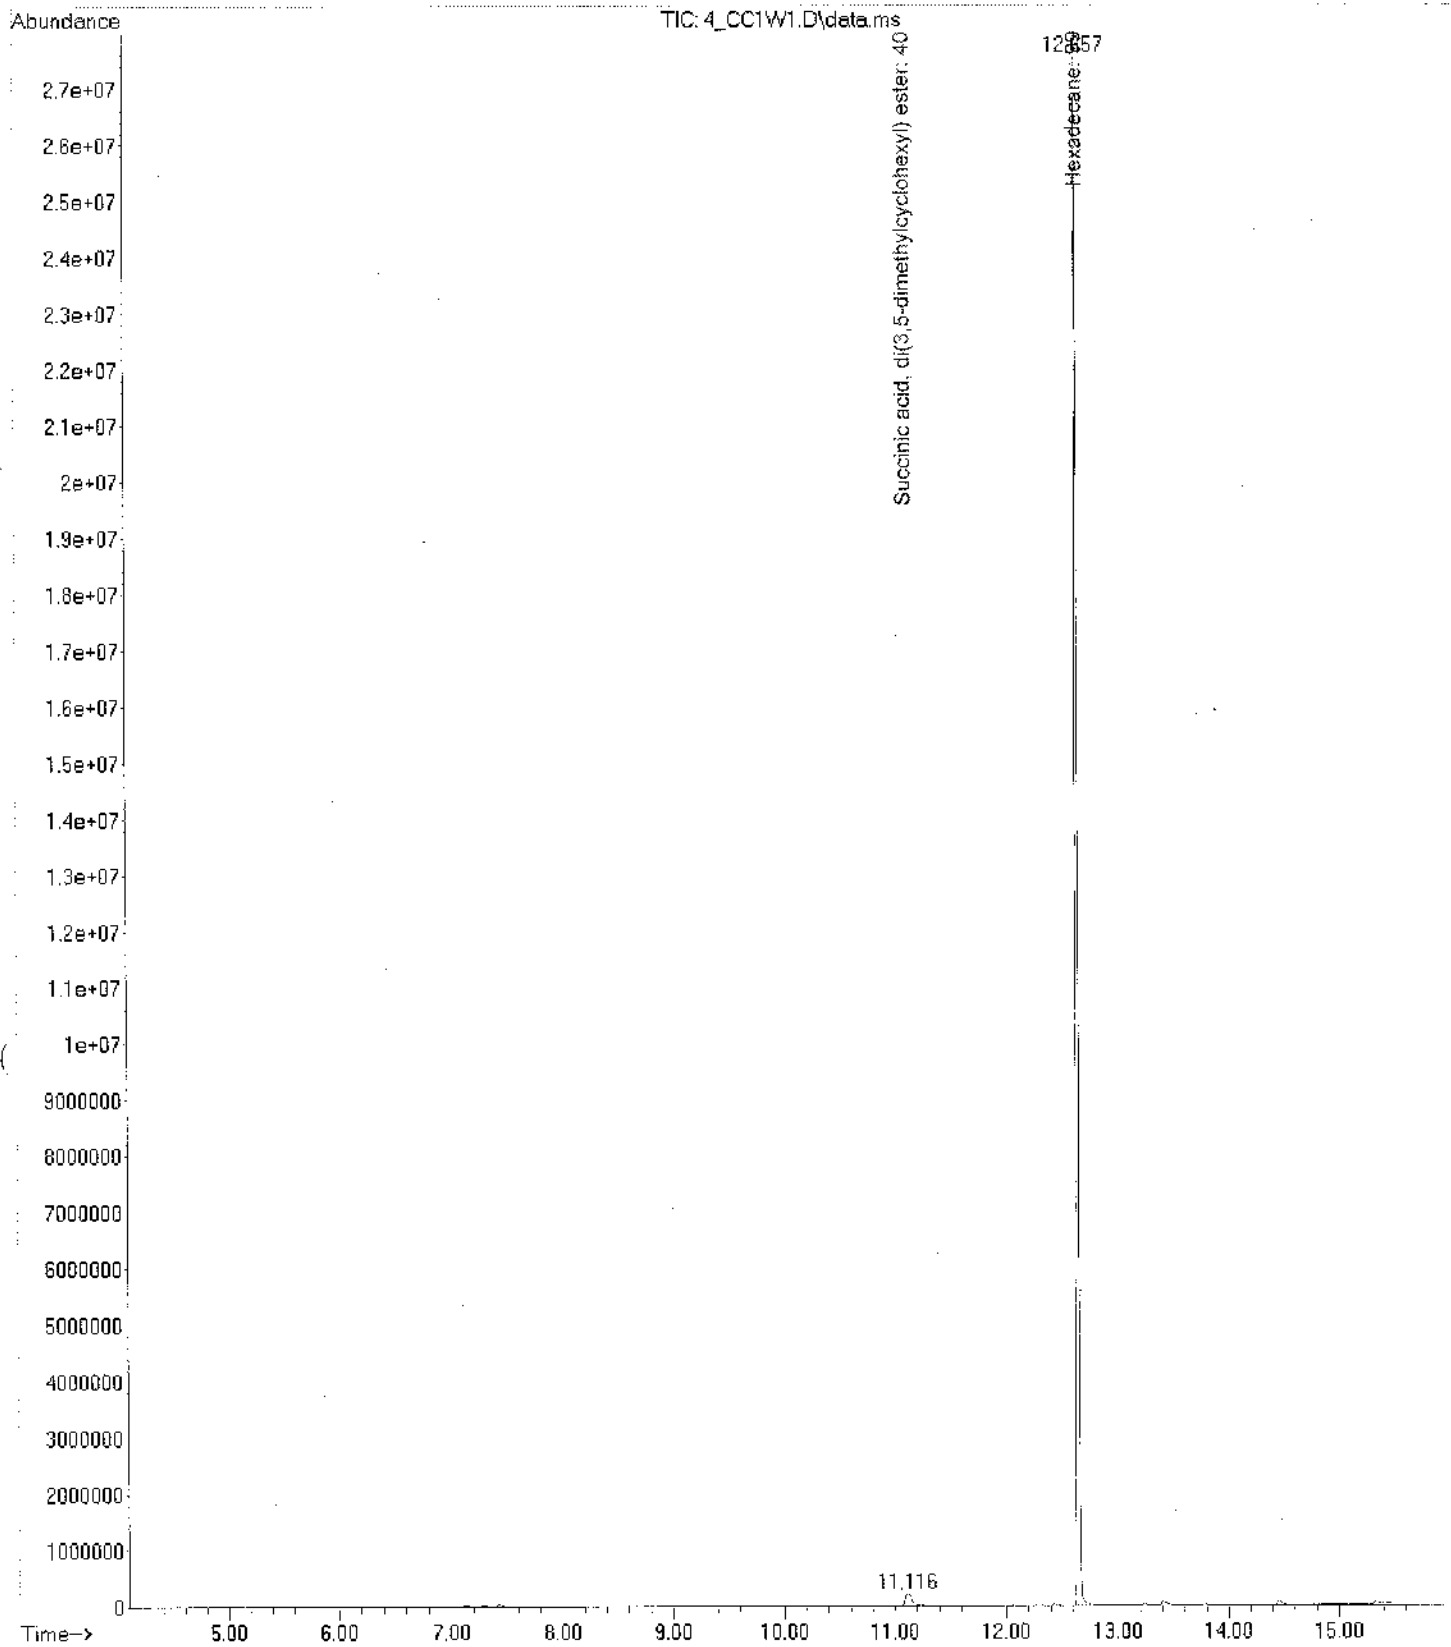 Abundance
TIC: 4_CC1W1.D\data.ms
Succinic acid, di(3,5-dimethylcyclohexyl) ester: 40
Hexadecane:
2.7e+07
2.6e+07
2.5e+07
2.4e+07
2.3e+07
2.2e+07
2.1e+07
2e+07
1.9e+07
1.8e+07
1.7e+07
1.6e+07
1.5e+07
1.4e+07
1.3e+07
1.2e+07
1.1e+07
1e+07
9000000
8000000
7000000
6000000
5000000
4000000
3000000
2000000
1000000
0
11.116
Time-->
5.00 6.00 7.00 8.00 9.00 10.00 11.00 12.00 13.00 14.00 15.00